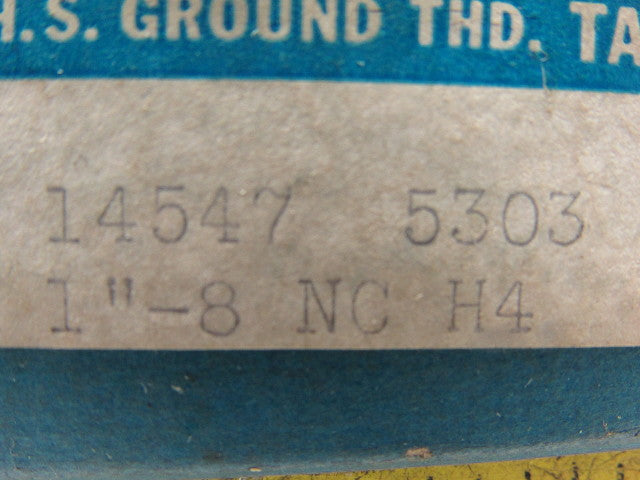 H.S. GROUND THD. TA
14547 5303
1"-8 NC H4